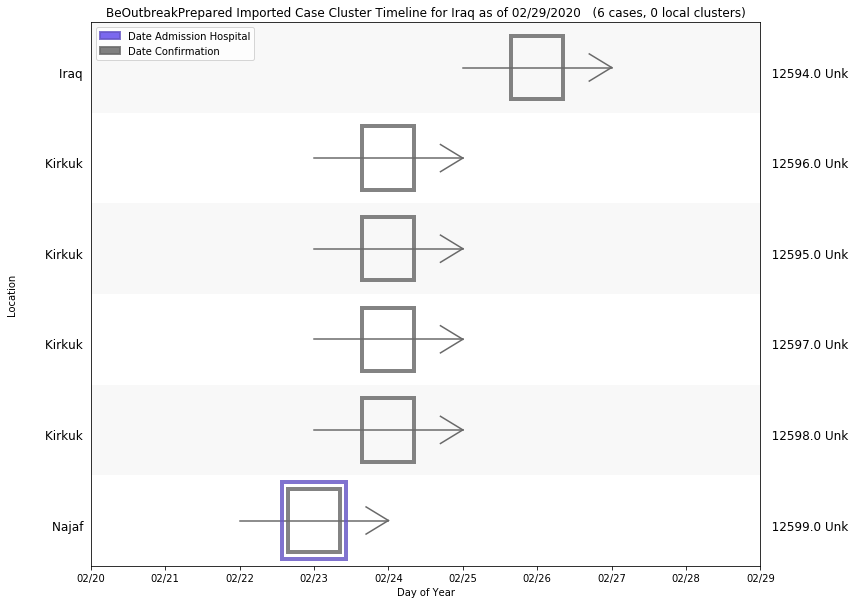 BeOutbreakPrepared Imported Case Cluster Timeline for Iraq as of 02/29/2020   (6 cases, 0 local clusters)
Date Admission Hospital
Date Confirmation
Iraq 12594.0 Unk
Kirkuk 12596.0 Unk
Kirkuk 12595.0 Unk
Location
Kirkuk 12597.0 Unk
Kirkuk 12598.0 Unk
Najaf 12599.0 Unk
02/20 02/21 02/22 02/23 02/24 02/25 02/26 02/27 02/28 02/29
Day of Year